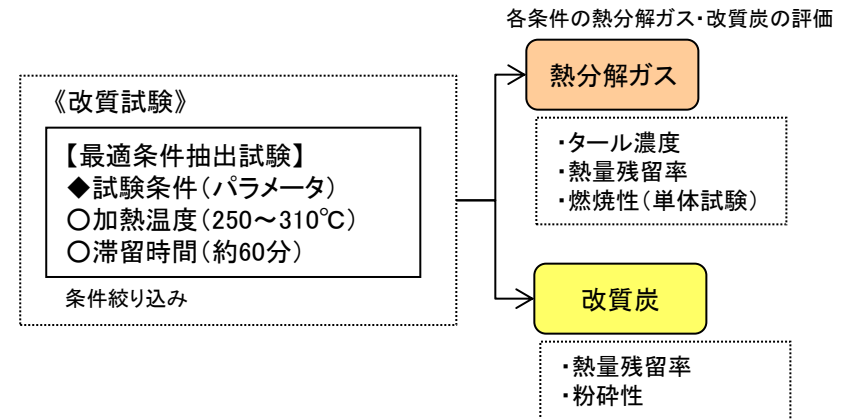 各条件の熱分解ガス・改質炭の評価
熱分解ガス
《改質試験》
【最適条件抽出試験】
◆試験条件(パラメータ)
○加熱温度(250~310℃)
○滞留時間(約60分)
条件絞り込み
・タール濃度
・熱量残留率
・燃焼性(単体試験)
改質炭
・熱量残留率
・粉砕性